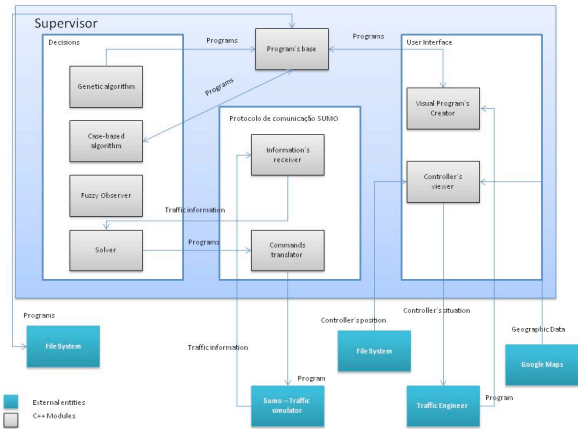 Supervisor
Decisions
Programs
Program's base
Programs
User Interface
Genetic algorithm
Programs
Visual Program's
Creator
Protocolo de comunicação SUMO
Case-based
algorithm
Information's
receiver
Controller's
viewer
Fuzzy Observer
Traffic information
Solver
Programs
Commands
translator
Programs
Controller's position
Controller's situation
Geographic Data
File System
Traffic information
File System
Google Maps
Program
External entities
C++ Modules
Sumo – Traffic
simulator
Traffic Engineer
Program